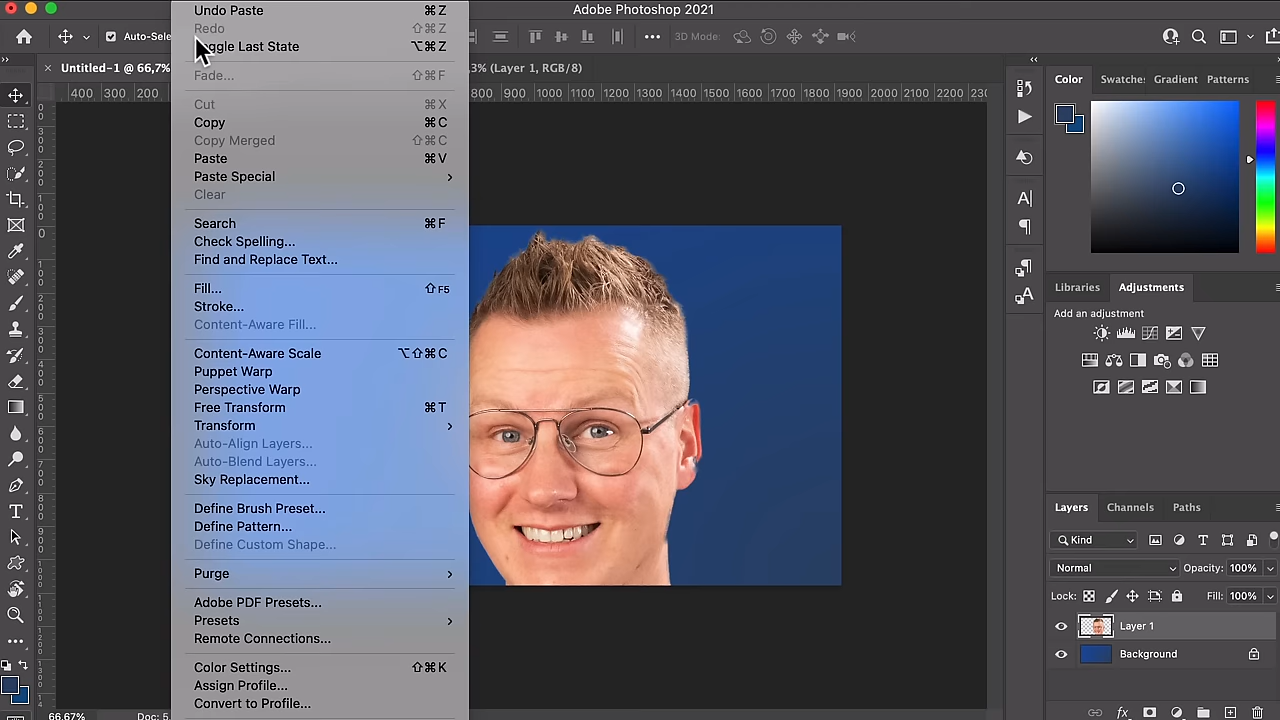 Adobe Photoshop 2021
Undo Paste ⌘Z
Redo ⇧⌘Z
ggle Last State ⌥⌘Z
Fade... ⇧⌘F
Cut ⌘X
Copy ⌘C
Copy Merged ⇧⌘C
Paste ⌘V
Paste Special
Clear
Search ⌘F
Check Spelling...
Find and Replace Text...
Fill... ⇧F5
Stroke...
Content-Aware Fill...
Content-Aware Scale ⌥⇧⌘C
Puppet Warp
Perspective Warp
Free Transform ⌘T
Transform
Auto-Align Layers...
Auto-Blend Layers...
Sky Replacement...
Define Brush Preset...
Define Pattern...
Define Custom Shape...
Purge
Adobe PDF Presets...
Presets
Remote Connections...
Color Settings... ⇧⌘K
Assign Profile...
Convert to Profile...
Auto-Sele
3D Mode:
Untitled-1 @ 66,7%
,3% (Layer 1, RGB/8)
400 300 200
800 900 1000 1100 1200 1300 1400 1500 1600 1700 1800 1900 2000 2100 2200 230
Color Swatches Gradient Patterns
Libraries Adjustments
Add an adjustment
Layers Channels Paths
Kind
Normal Opacity: 100%
Lock: Fill: 100%
Layer 1
Background
66.67% Doc: 5.